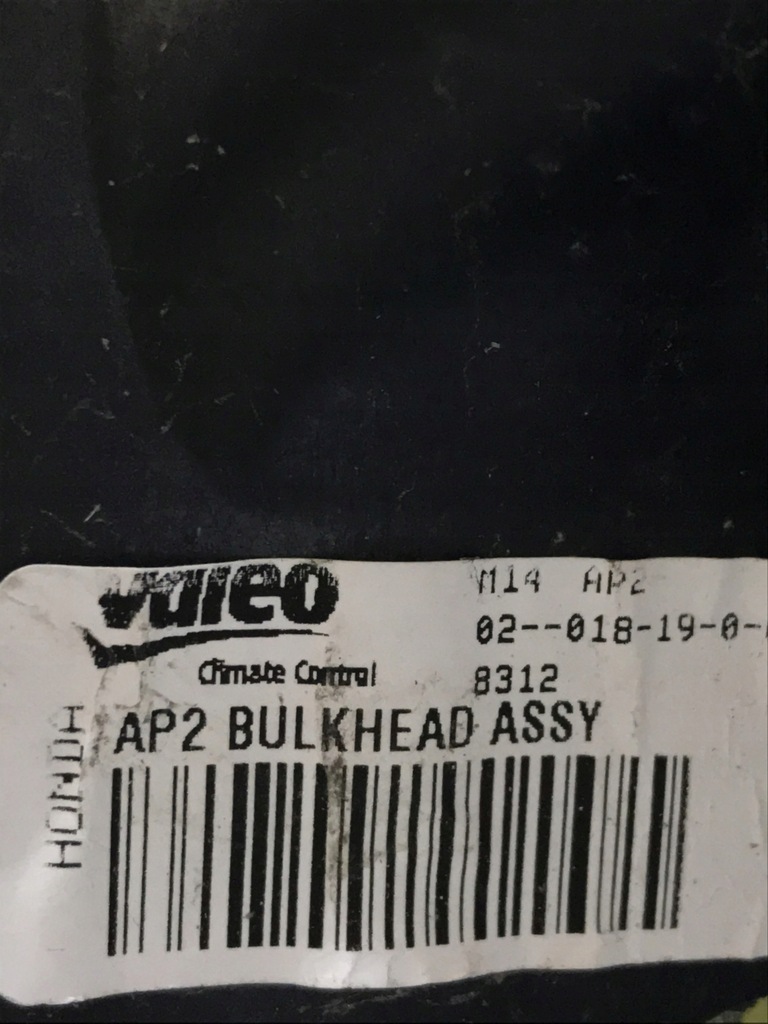 Valeo
Climate Control
M14 AP2
02--018-19-0-
8312
AP2 BULKHEAD ASSY
HONDA